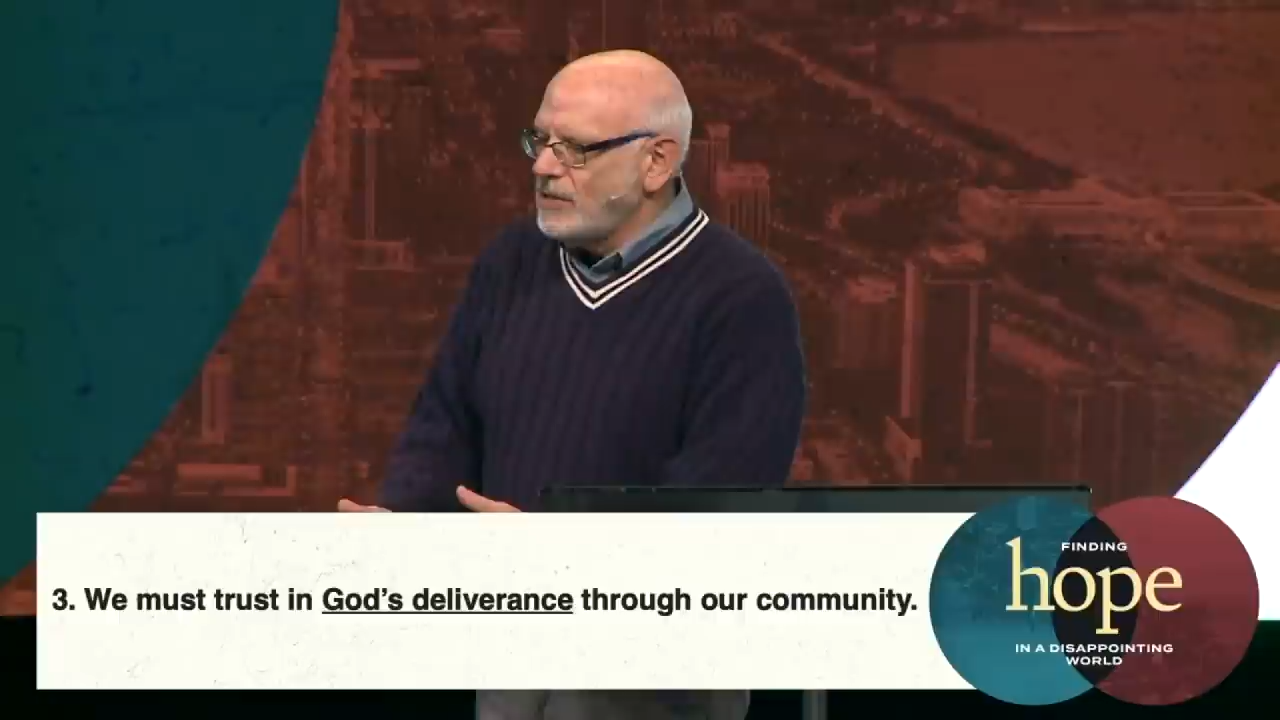 3. We must trust in God's deliverance through our community.
FINDING
hope
IN A DISAPPOINTING
WORLD